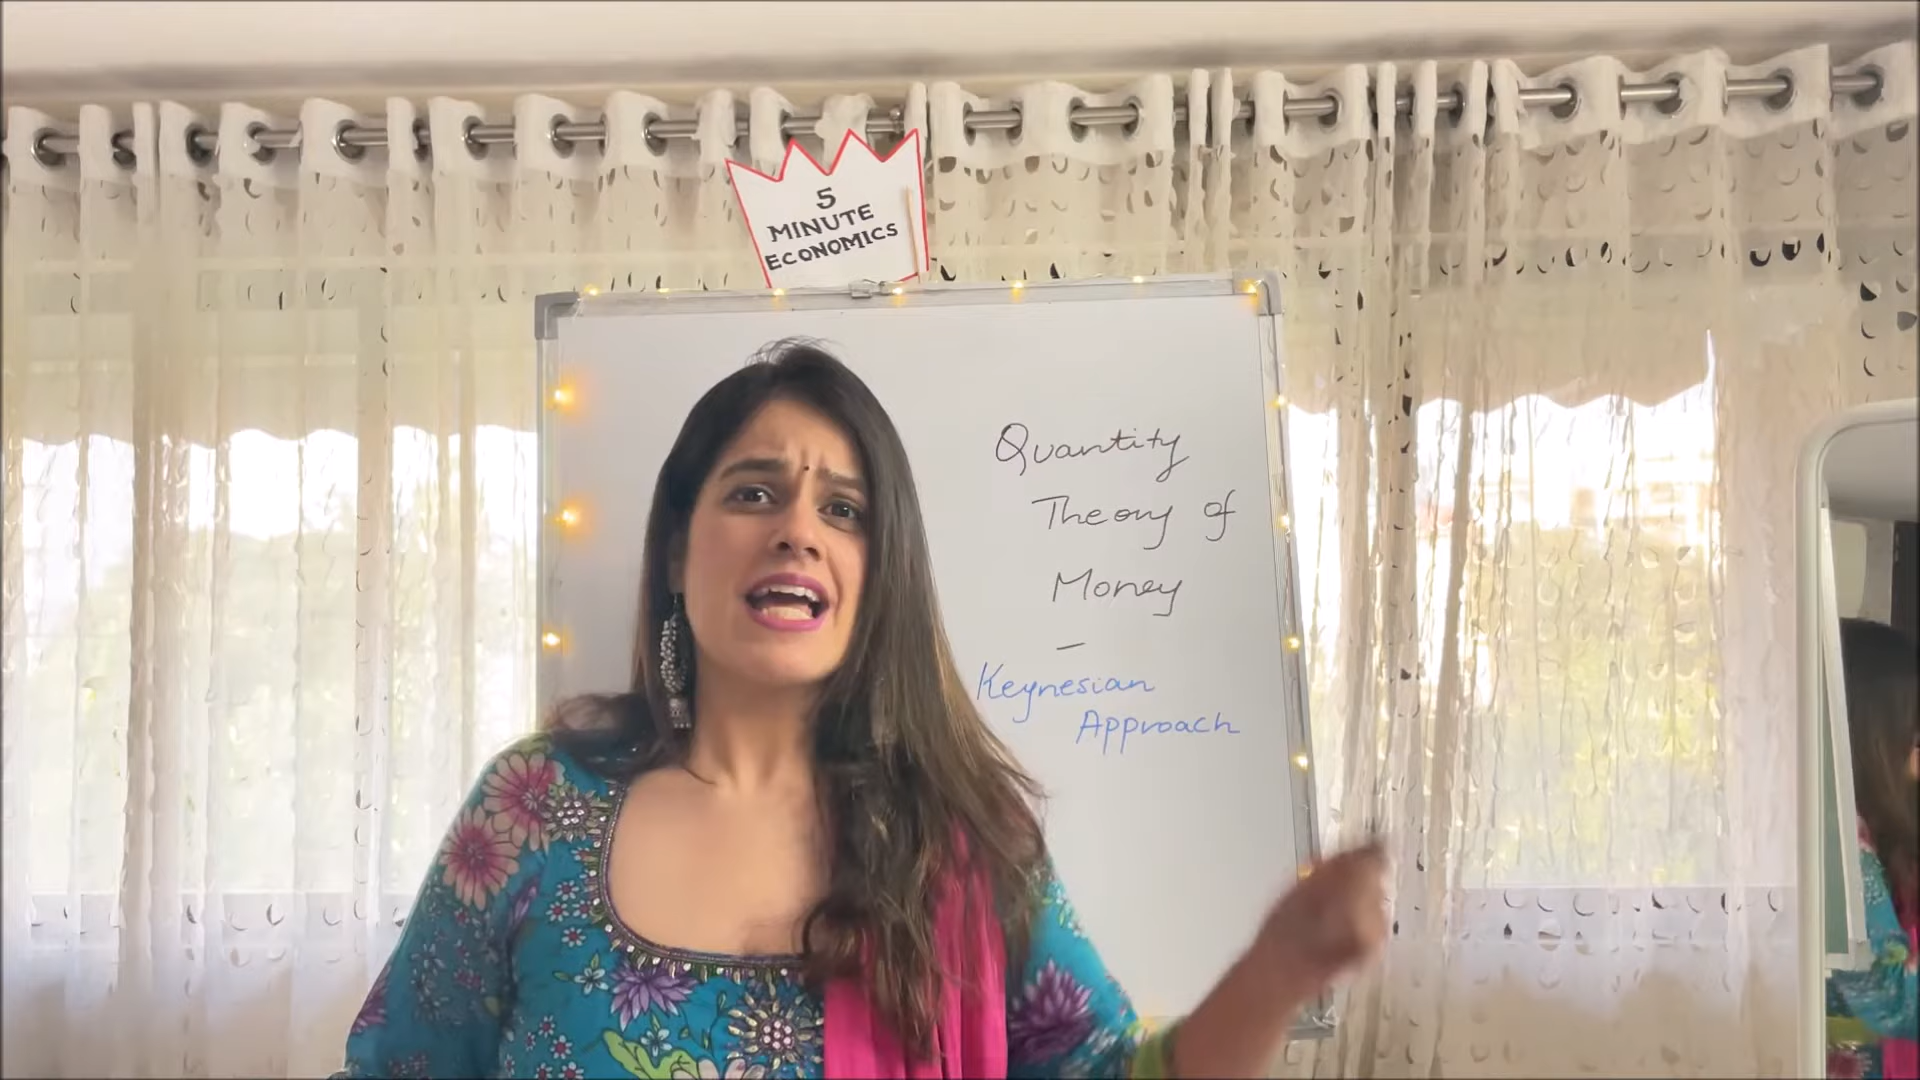 5
MINUTE
ECONOMICS
Quantity
Theory of
Money
–
Keynesian
Approach